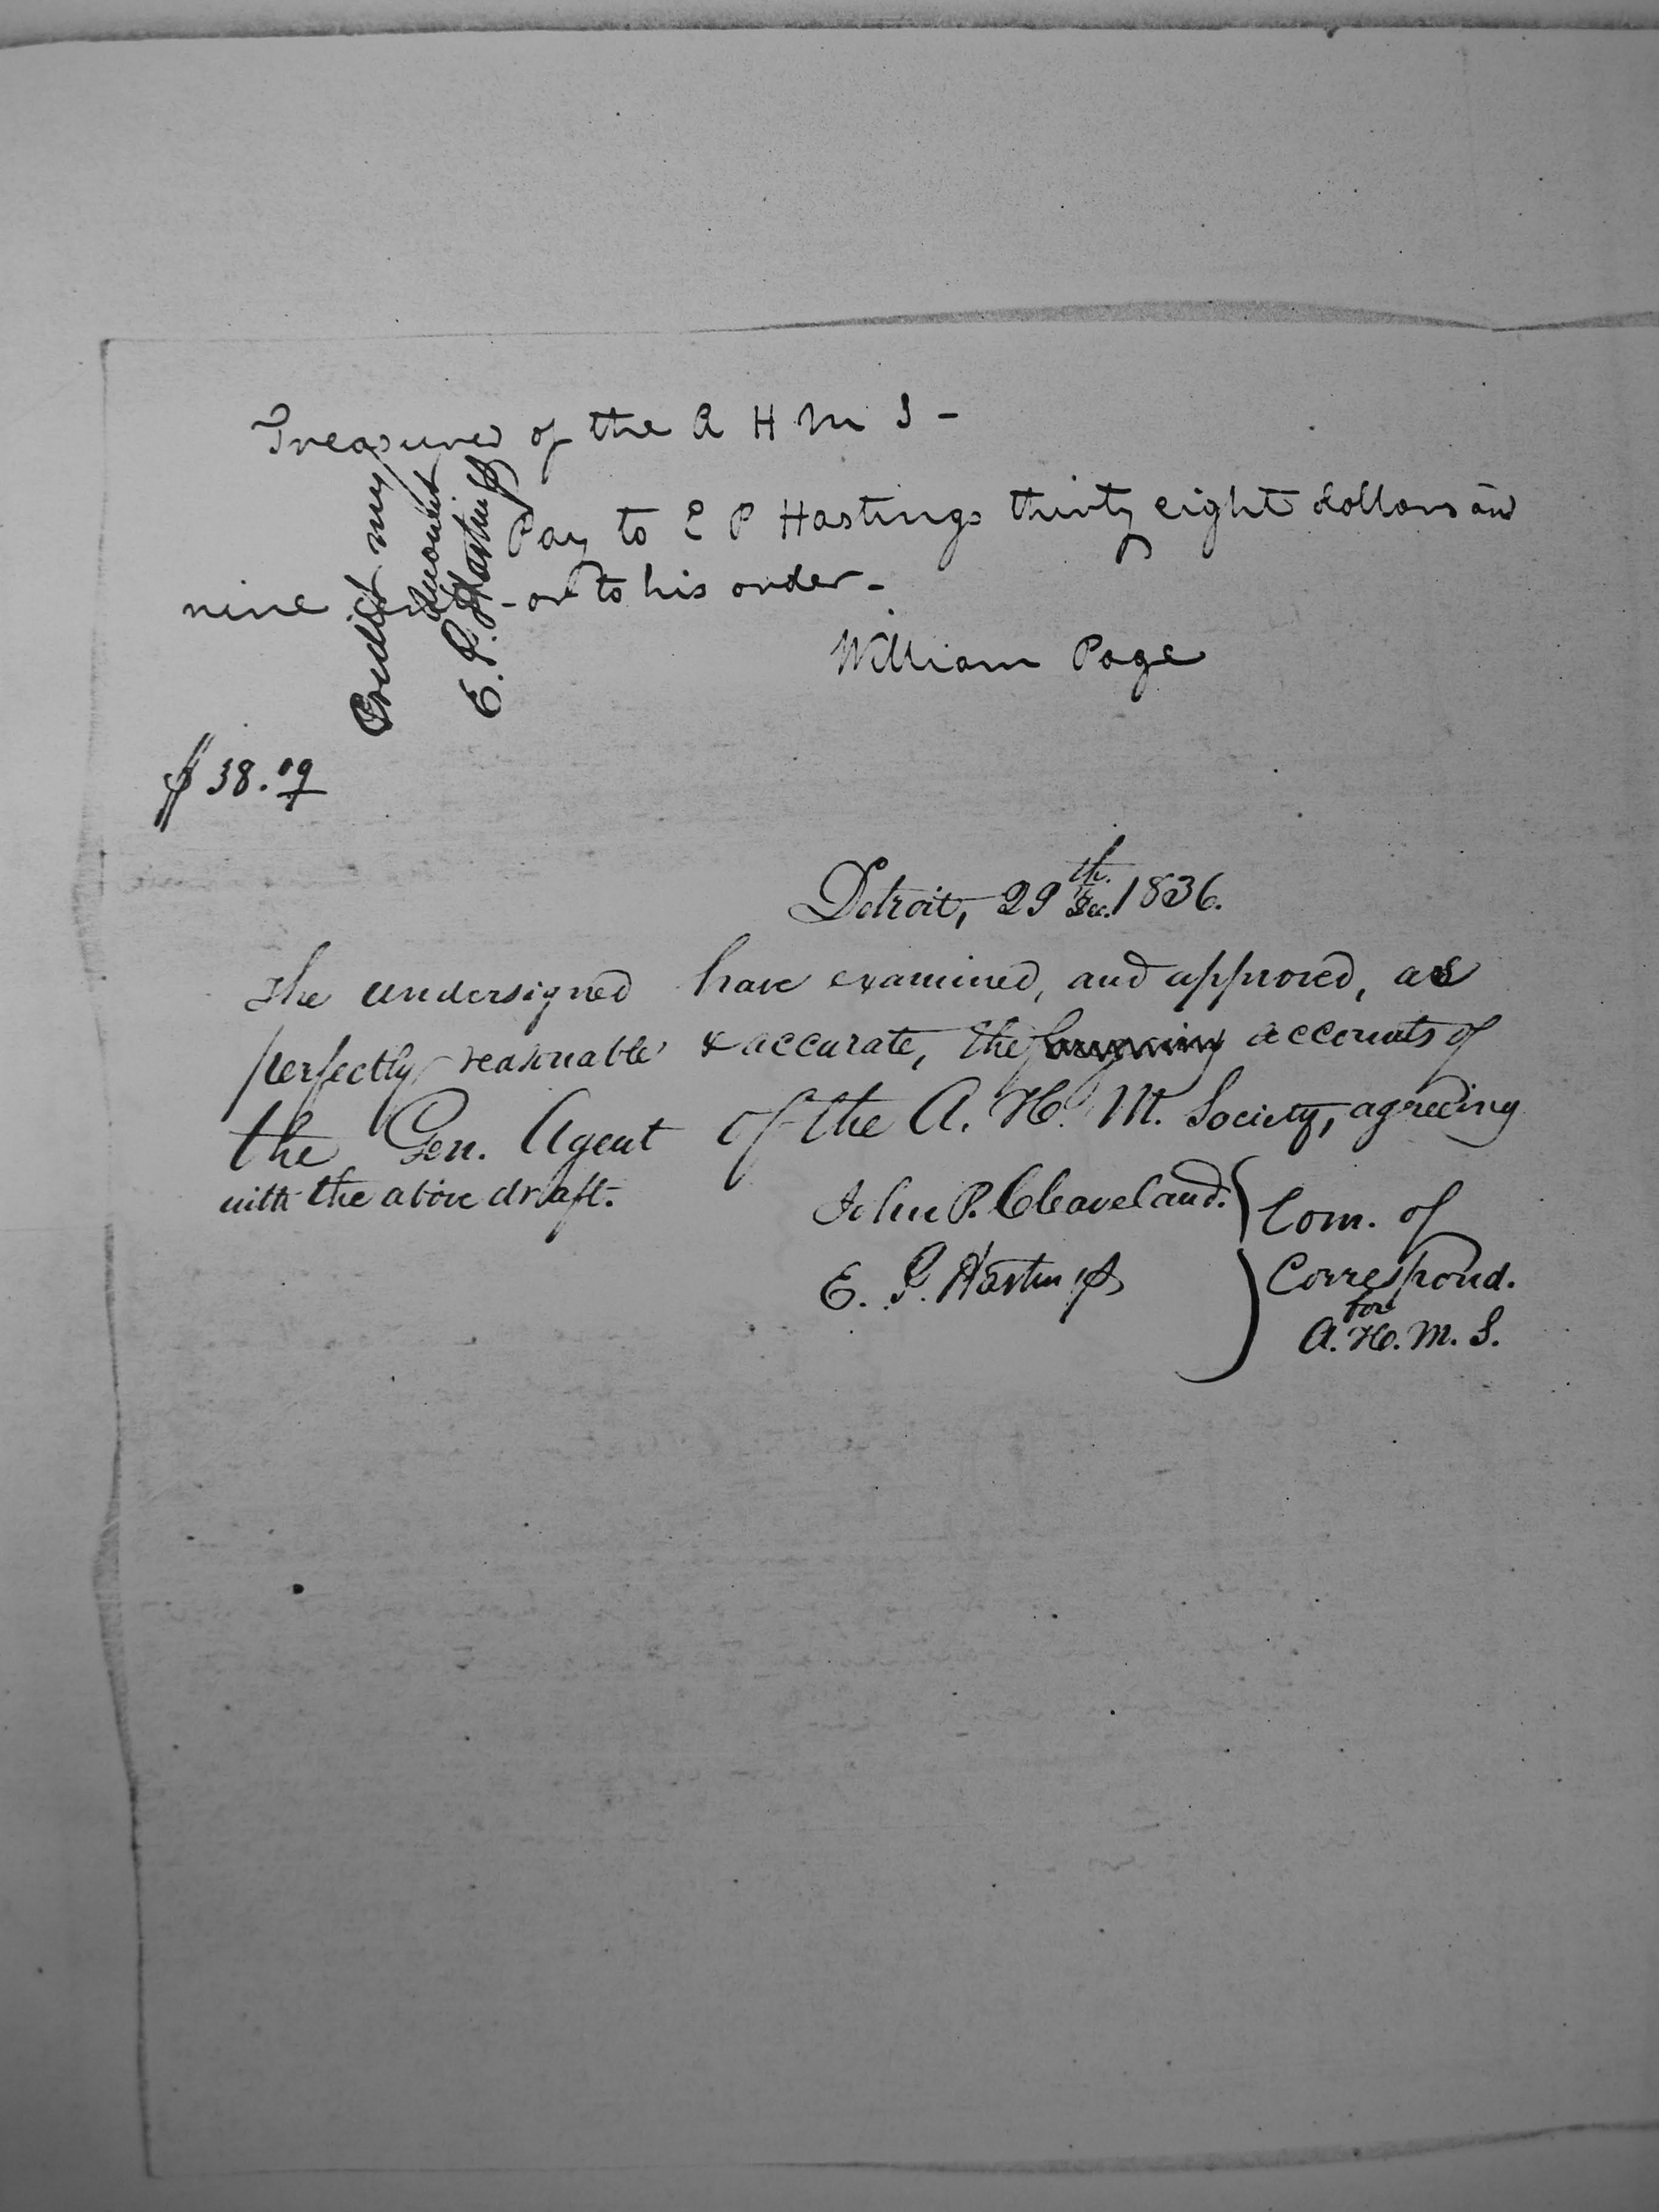 Treasurer of the A H M S -
Pay to E P Hastings thirty eight dollars and
nine - or to his order -
William Page
Credit my
account
E. P. Hastings
$ 38.09
Detroit, 29th Dec. 1836.
The undersigned have examined, and approved, as
perfectly reasonable & accurate, the accounts of
the Gen. Agent of the A. H. M. Society, agreeing
with the above draft.
John P. Cleaveland.
E. P. Hastings
Com. of
Correspond.
for
A. H. M. S.